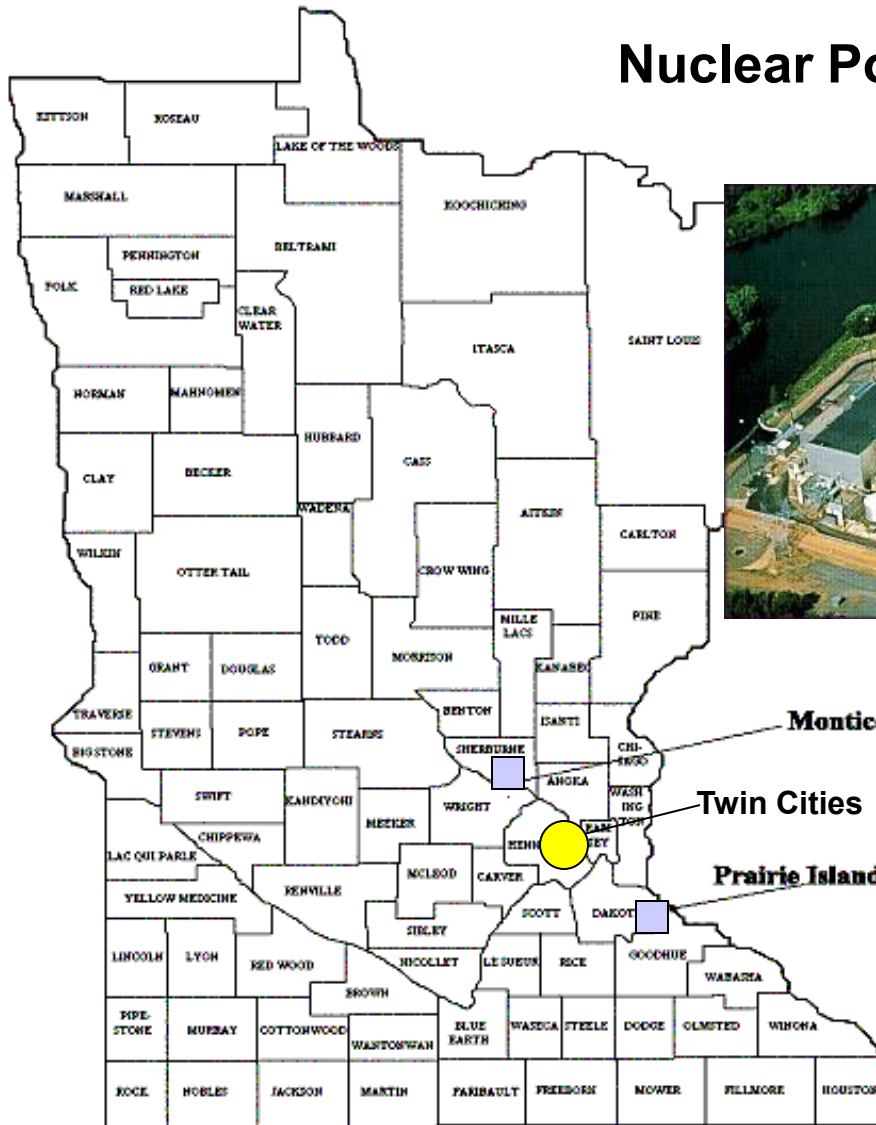 Nuclear Po
KITTSON
ROSEAU
LAKE OF THE WOODS
MARSHALL
KOOCHICHING
BELTRAMI
PENNINGTON
POLK
RED LAKE
CLEAR
WATER
SAINT LOUIS
ITASCA
NORMAN
MAHNOMEN
HUBBARD
CASS
CLAY
BECKER
WADENA
AITKIN
CARLTON
WILKIN
OTTER TAIL
CROW WING
PINE
MILLE
LACS
TODD
MORRISON
GRANT
DOUGLAS
KANABEC
BENTON
TRAVERSE
ISANTI
STEVENS
POPE
STEARNS
Montic
BIG STONE
SHERBURNE
CHI-
SAGO
ANOKA
SWIFT
KANDIYOHI
WRIGHT
WASH
ING
TON
Twin Cities
MEEKER
CHIPPEWA
HENN
RAM
SEY
LAC QUI PARLE
MCLEOD
CARVER
Prairie Island
YELLOW MEDICINE
RENVILLE
SCOTT
DAKOT
SIBLEY
LINCOLN
LYON
RED WOOD
NICOLLET
LE SUEUR
RICE
GOODHUE
WABASHA
BROWN
PIPE-
STONE
MURRAY
COTTONWOOD
WANTONWAN
BLUE
EARTH
WASECA
STEELE
DODGE
OLMSTED
WINONA
ROCK
NOBLES
JACKSON
MARTIN
FARIBAULT
FREEBORN
MOWER
FILLMORE
HOUSTON